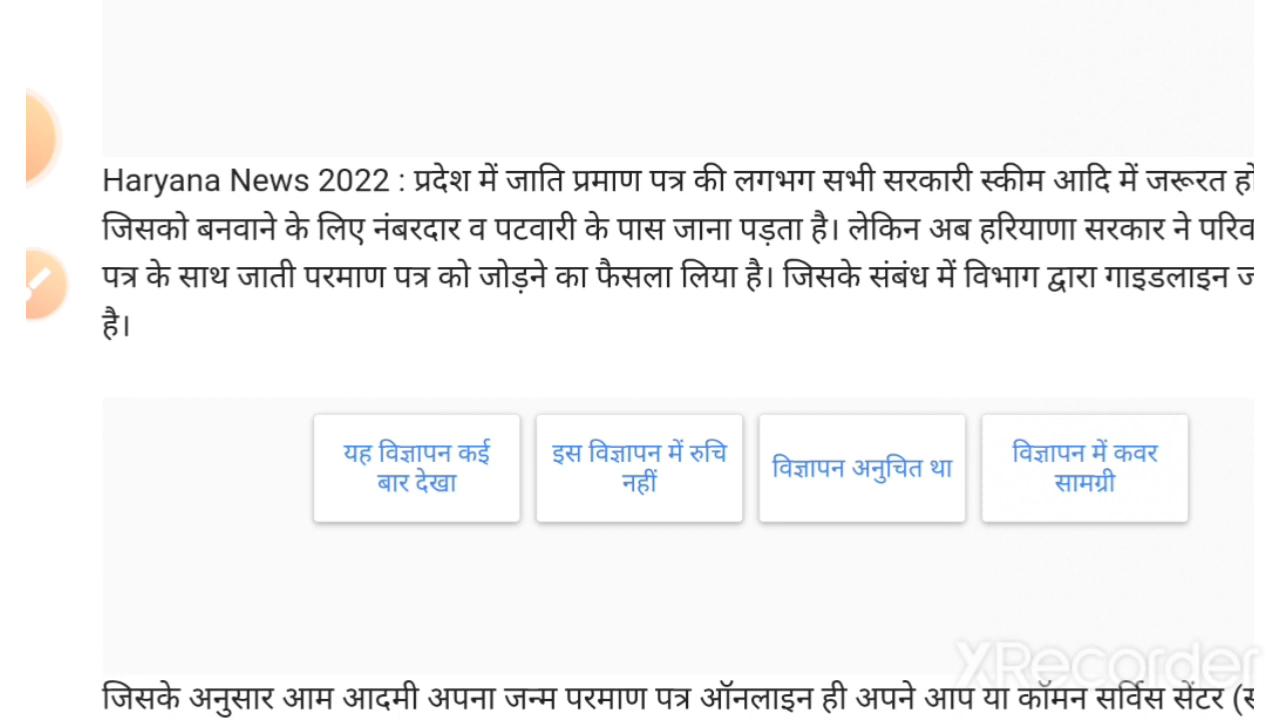 Haryana News 2022 : प्रदेश में जाति प्रमाण पत्र की लगभग सभी सरकारी स्कीम आदि में जरूरत
जिसको बनवाने के लिए नंबरदार व पटवारी के पास जाना पड़ता है। लेकिन अब हरियाणा सरकार ने
पत्र के साथ जाती परमाण पत्र को जोड़ने का फैसला लिया है। जिसके संबंध में विभाग द्वारा गाइडलाइन
है।
यह विज्ञापन कई
बार देखा
इस विज्ञापन में रुचि
नहीं
विज्ञापन अनुचित था
विज्ञापन में कवर
सामग्री
XRecorder
जिसके अनुसार आम आदमी अपना जन्म परमाण पत्र ऑनलाइन ही अपने आप या कॉमन सर्विस सेंटर